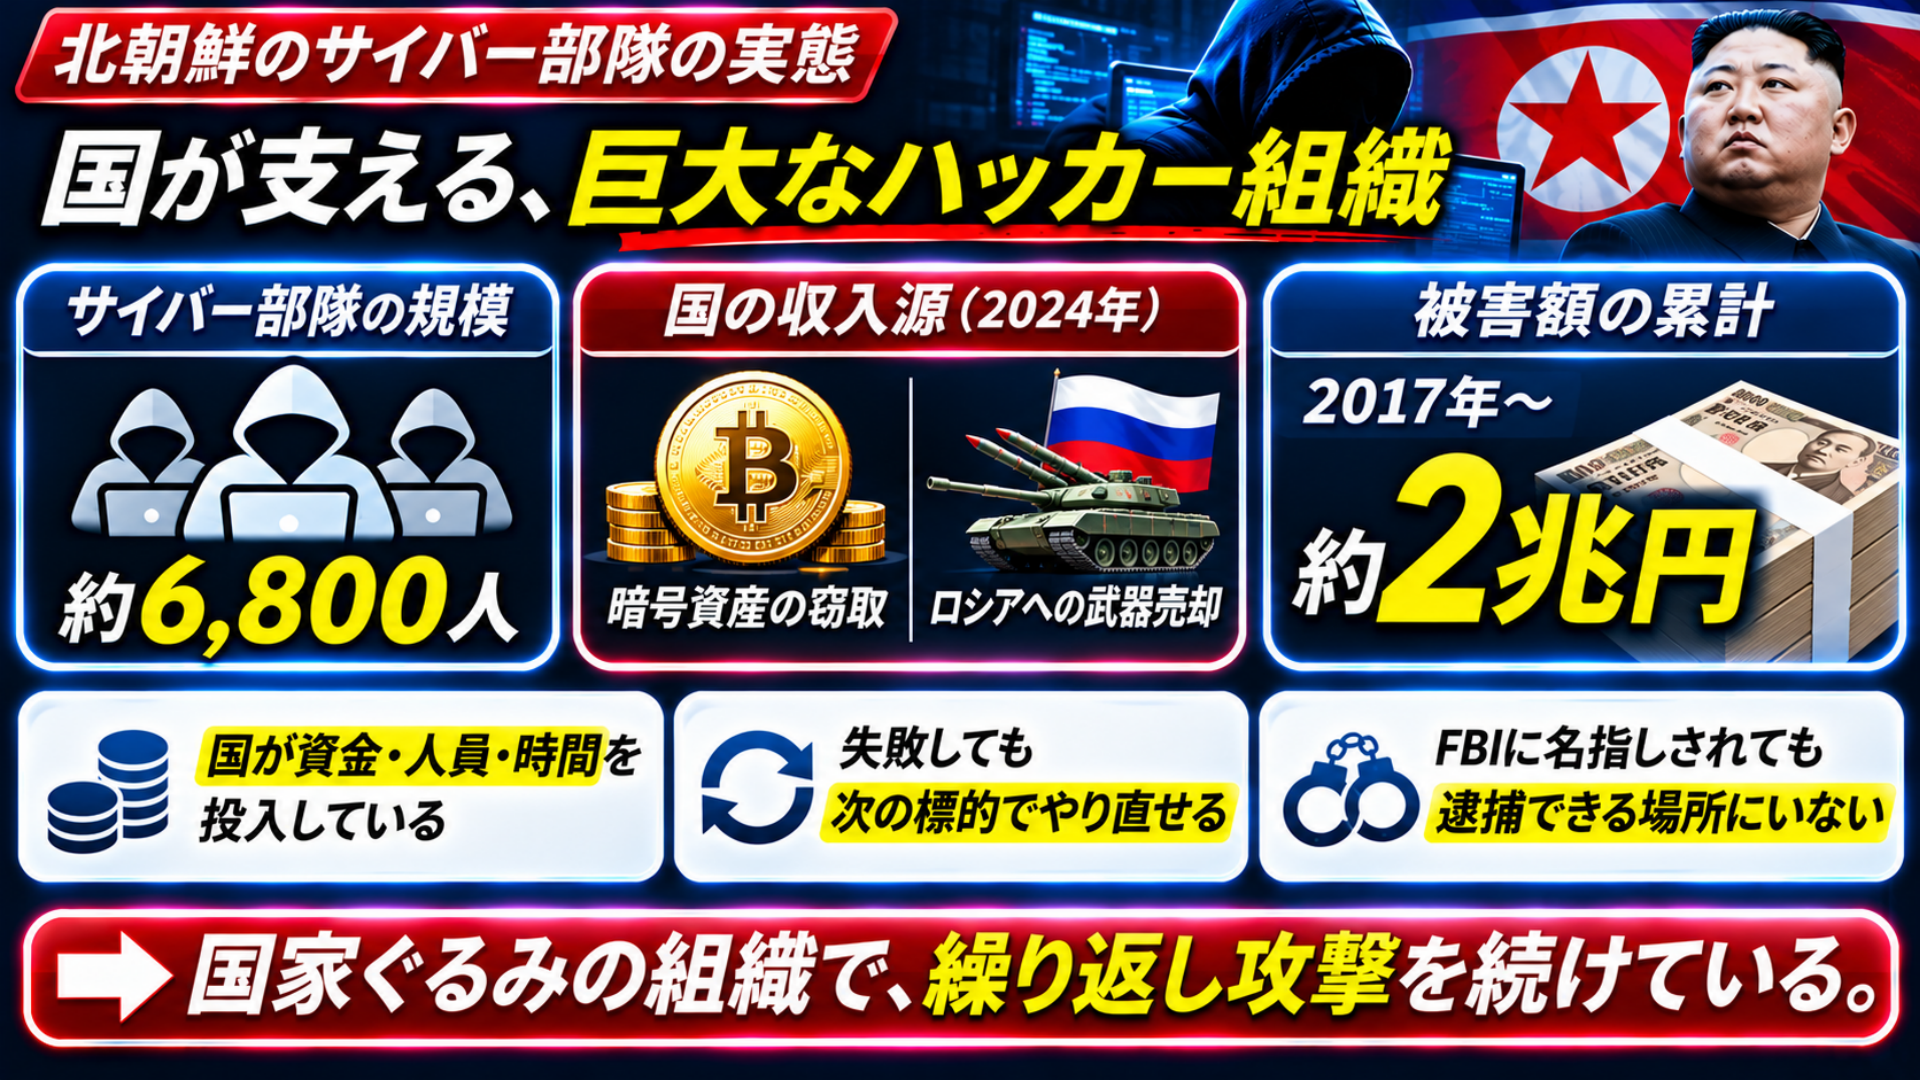 北朝鮮のサイバー部隊の実態
国が支える、巨大なハッカー組織
サイバー部隊の規模
約6,800人
国の収入源（2024年）
暗号資産の窃取
ロシアへの武器売却
被害額の累計
2017年～
約2兆円
国が資金・人員・時間を
投入している
失敗しても
次の標的でやり直せる
FBIに名指しされても
逮捕できる場所にいない
国家ぐるみの組織で、繰り返し攻撃を続けている。